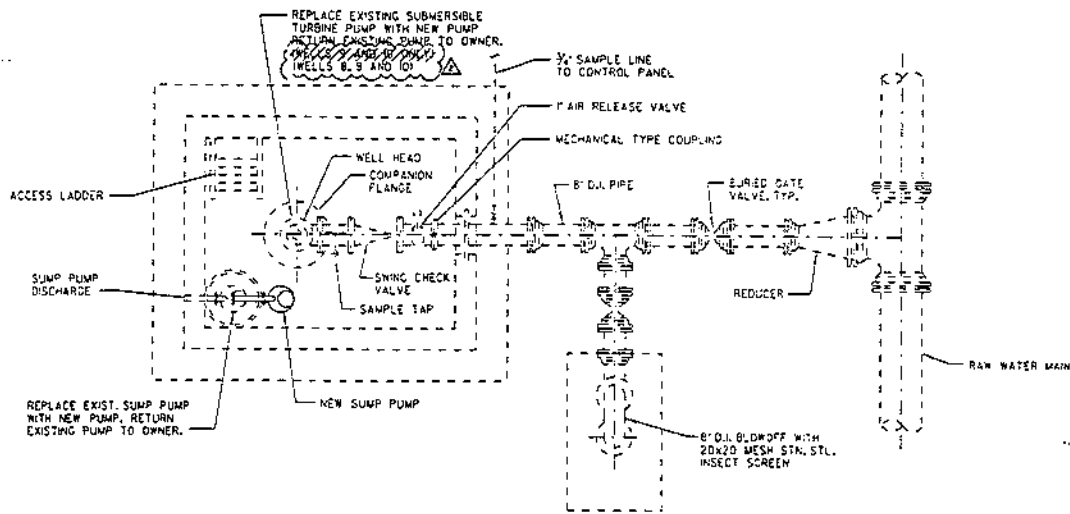 REPLACE EXISTING SUBMERSIBLE
TURBINE PUMP WITH NEW PUMP
RETURN EXISTING PUMP TO OWNER.
(WELLS 8, 9 AND 10)
3/4" SAMPLE LINE
TO CONTROL PANEL
1" AIR RELEASE VALVE
MECHANICAL TYPE COUPLING
WELL HEAD
COMPANION
FLANGE
8" D.I. PIPE
BURIED GATE
VALVE, TYP.
ACCESS LADDER
SWING CHECK
VALVE
SAMPLE TAP
SUMP PUMP
DISCHARGE
REDUCER
RAW WATER MAIN
NEW SUMP PUMP
REPLACE EXIST. SUMP PUMP
WITH NEW PUMP, RETURN
EXISTING PUMP TO OWNER.
8" D.I. BLOWOFF WITH
20x20 MESH STN. STL.
INSECT SCREEN